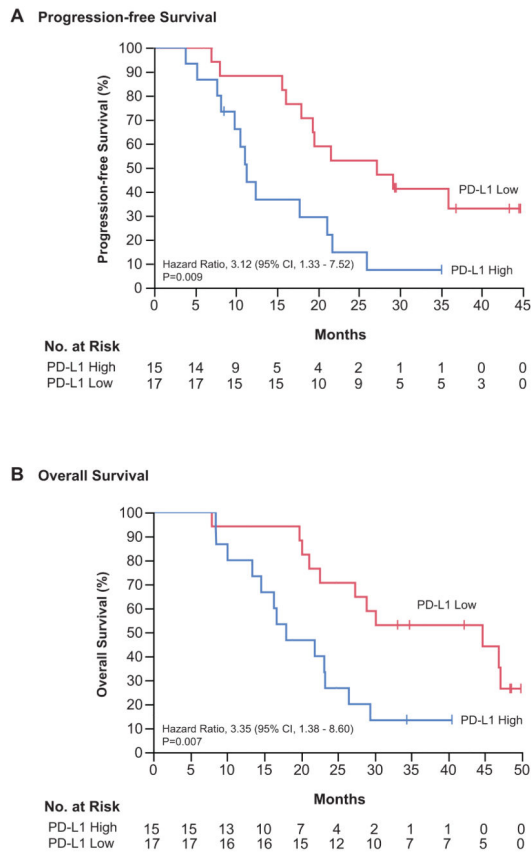 A Progression-free Survival
100
90
80
70
60
50
40
30
20
10
0
Progression-free Survival (%)
PD-L1 Low
PD-L1 High
Hazard Ratio, 3.12 (95% CI, 1.33 - 7.52)
P=0.009
0 5 10 15 20 25 30 35 40 45
Months
No. at Risk
PD-L1 High 15 14 9 5 4 2 1 1 0 0
PD-L1 Low 17 17 15 15 10 9 5 5 3 0
B Overall Survival
100
90
80
70
60
50
40
30
20
10
0
Overall Survival (%)
PD-L1 Low
PD-L1 High
Hazard Ratio, 3.35 (95% CI, 1.38 - 8.60)
P=0.007
0 5 10 15 20 25 30 35 40 45 50
Months
No. at Risk
PD-L1 High 15 15 13 10 7 4 2 1 1 0 0
PD-L1 Low 17 17 16 16 15 12 10 7 7 5 0